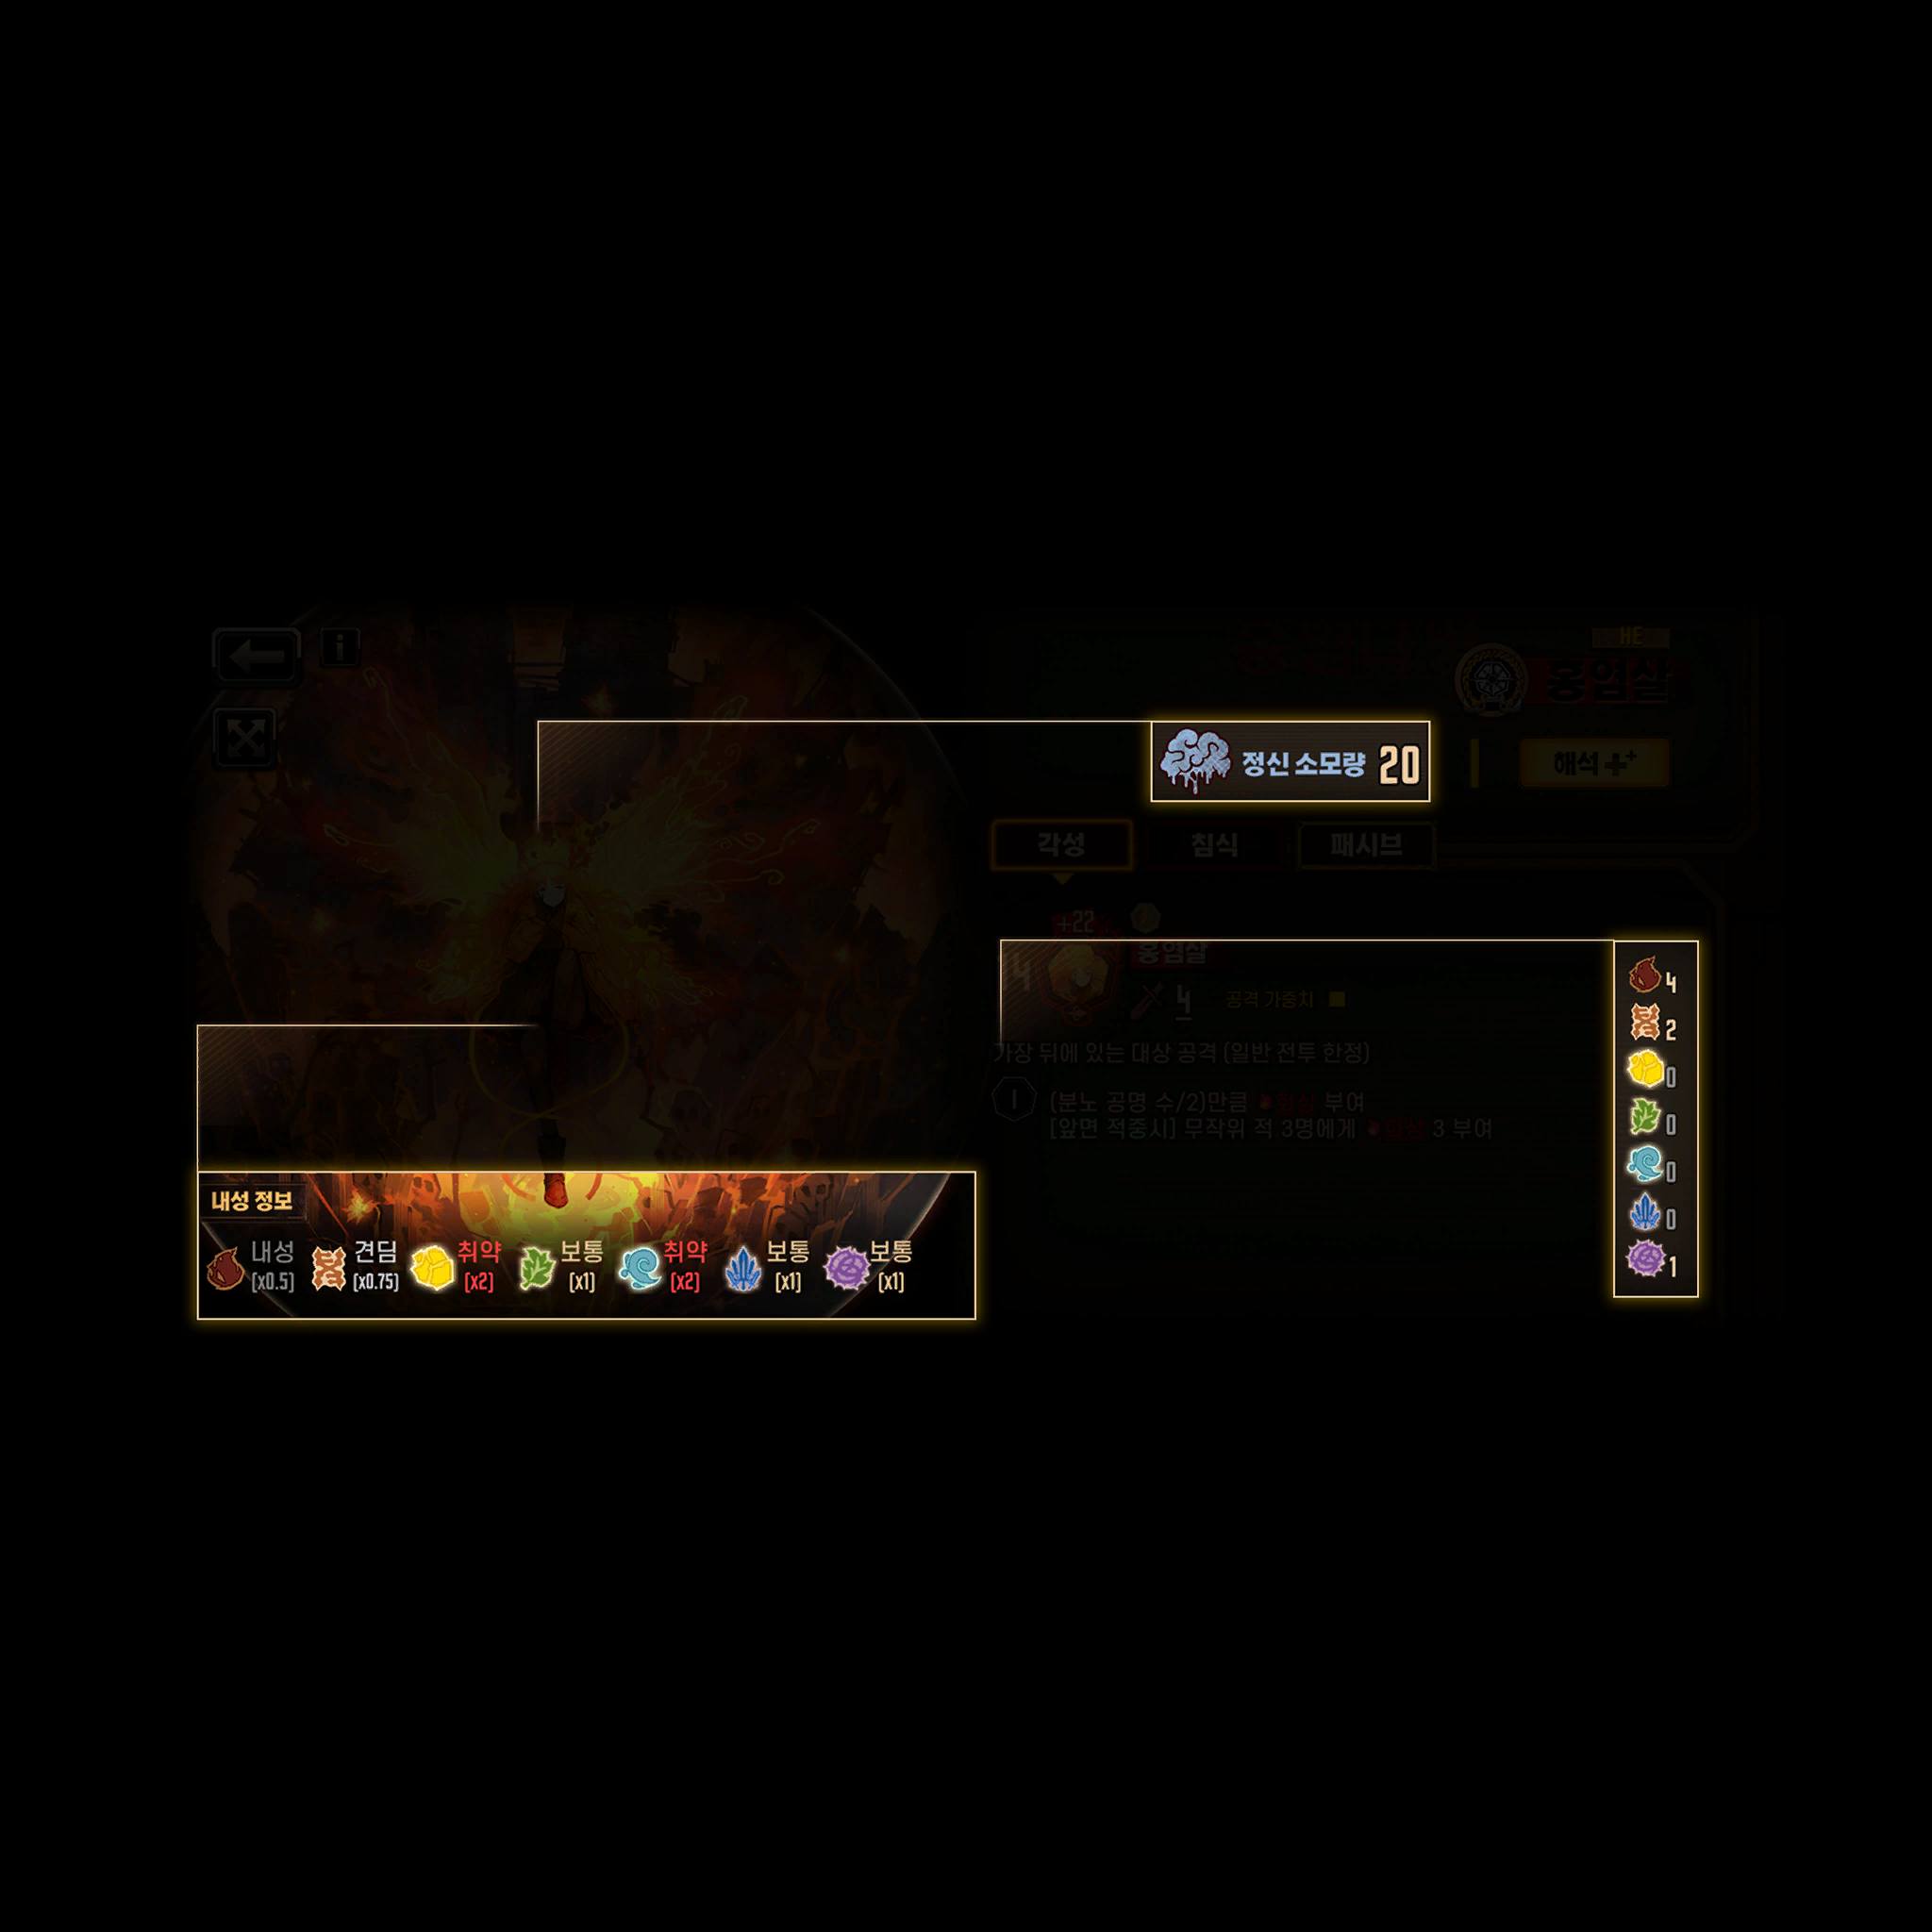 i
HE
홍염살
정신 소모량 20
해석
각성 침식 패시브
+22
4
홍염살
4 공격 가중치
가장 뒤에 있는 대상 공격 (일반 전투 한정)
I (분노 공명 수/2)만큼 화상 부여
[앞면 적중시] 무작위 적 3명에게 화상 3 부여
4
2
0
0
0
0
1
내성 정보
내성 견딤 취약 보통 취약 보통 보통
(x0.5) (x0.75) (x2) (x1) (x2) (x1) (x1)